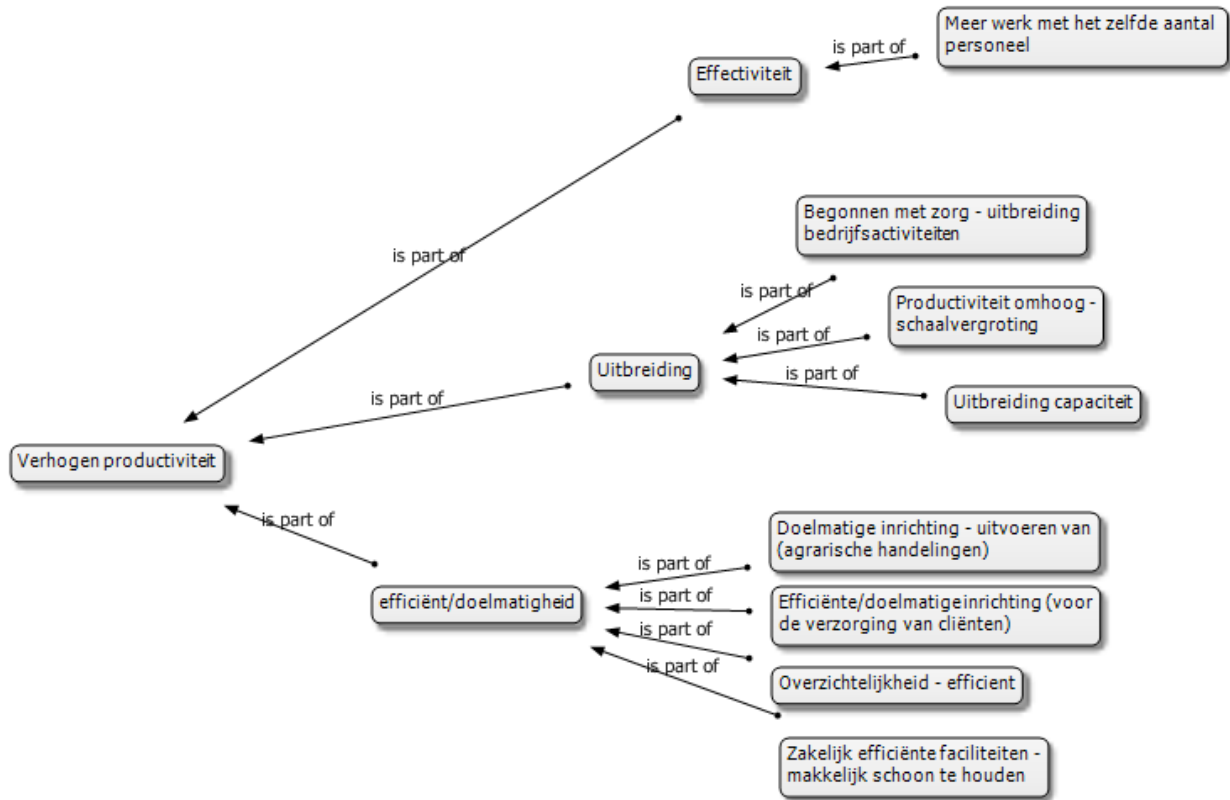 Meer werk met het zelfde aantal
personeel
is part of
Effectiviteit
is part of
Begonnen met zorg - uitbreiding
bedrijfsactiviteiten
is part of
Productiviteit omhoog -
schaalvergroting
is part of
Uitbreiding
is part of
Uitbreiding capaciteit
is part of
Verhogen productiviteit
is part of
Doelmatige inrichting - uitvoeren van
(agrarische handelingen)
is part of
efficiënt/doelmatigheid
is part of
Efficiënte/doelmatige inrichting (voor
de verzorging van cliënten)
is part of
Overzichtelijkheid - efficient
is part of
Zakelijk efficiënte faciliteiten -
makkelijk schoon te houden